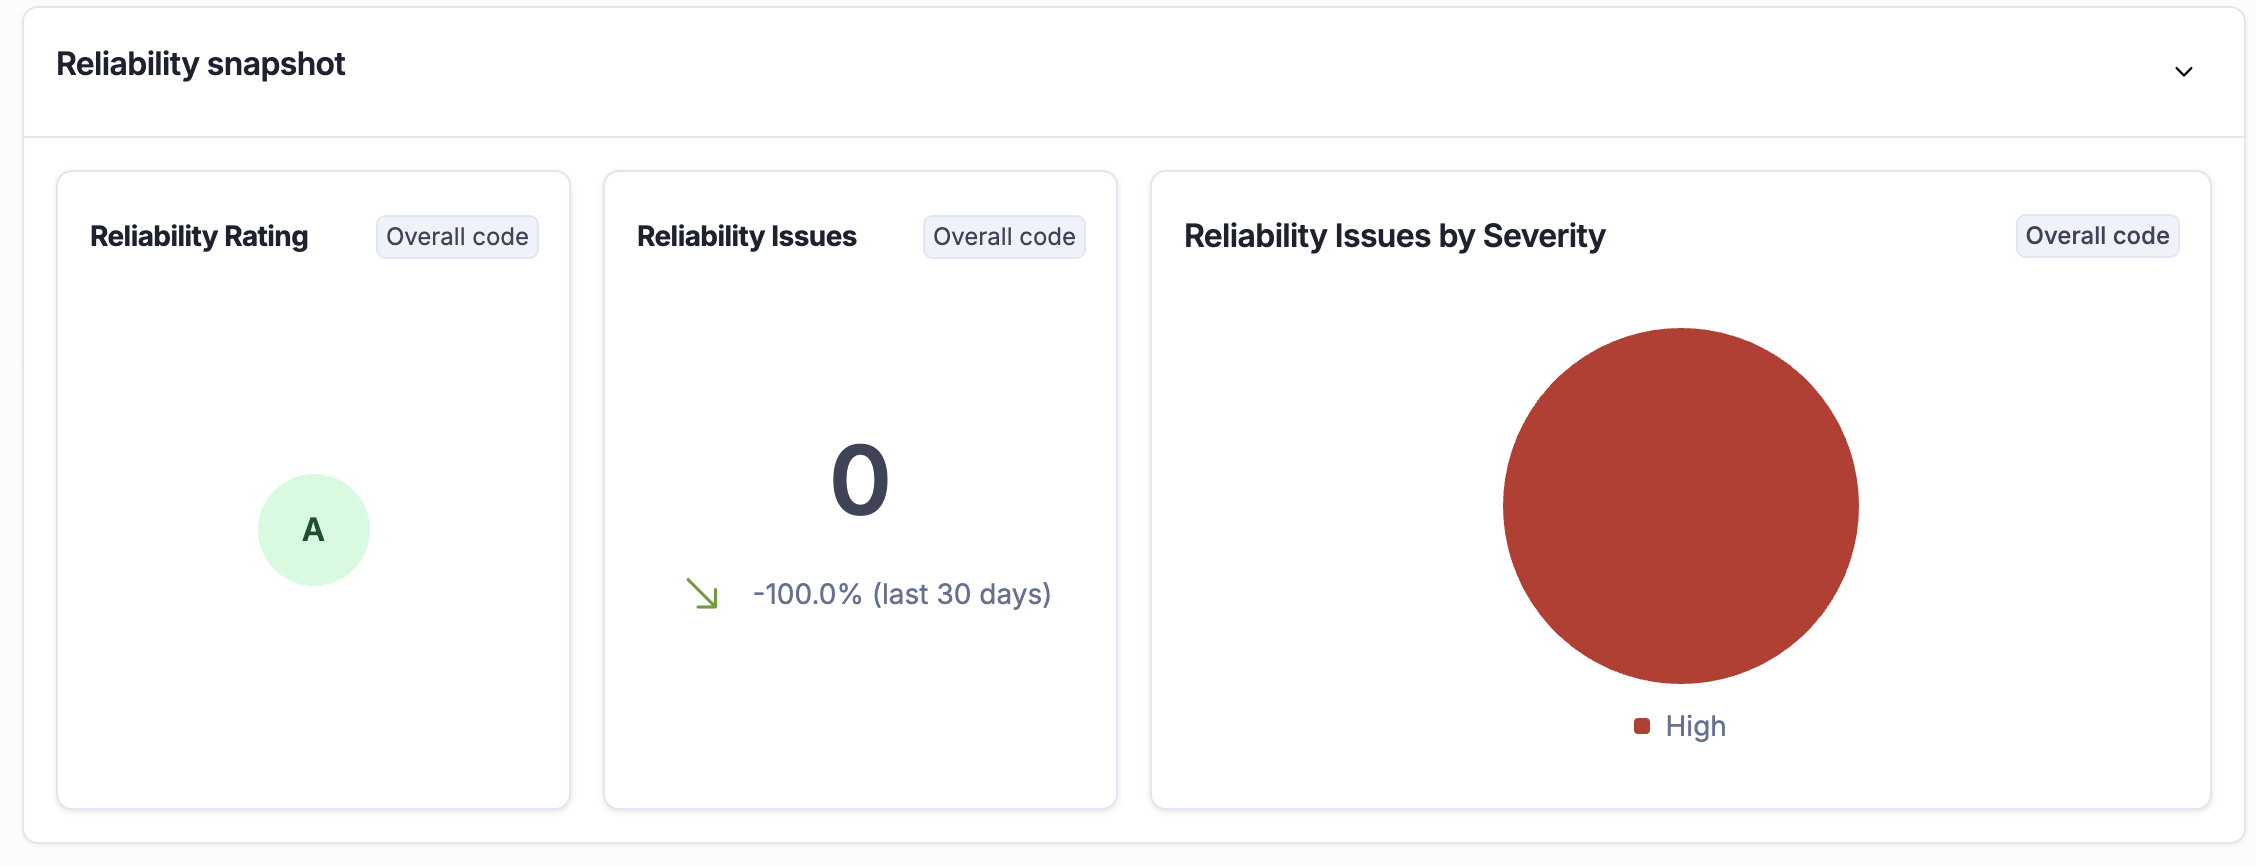 Reliability snapshot
Reliability Rating
Overall code
A
Reliability Issues
Overall code
0
-100.0% (last 30 days)
Reliability Issues by Severity
Overall code
High